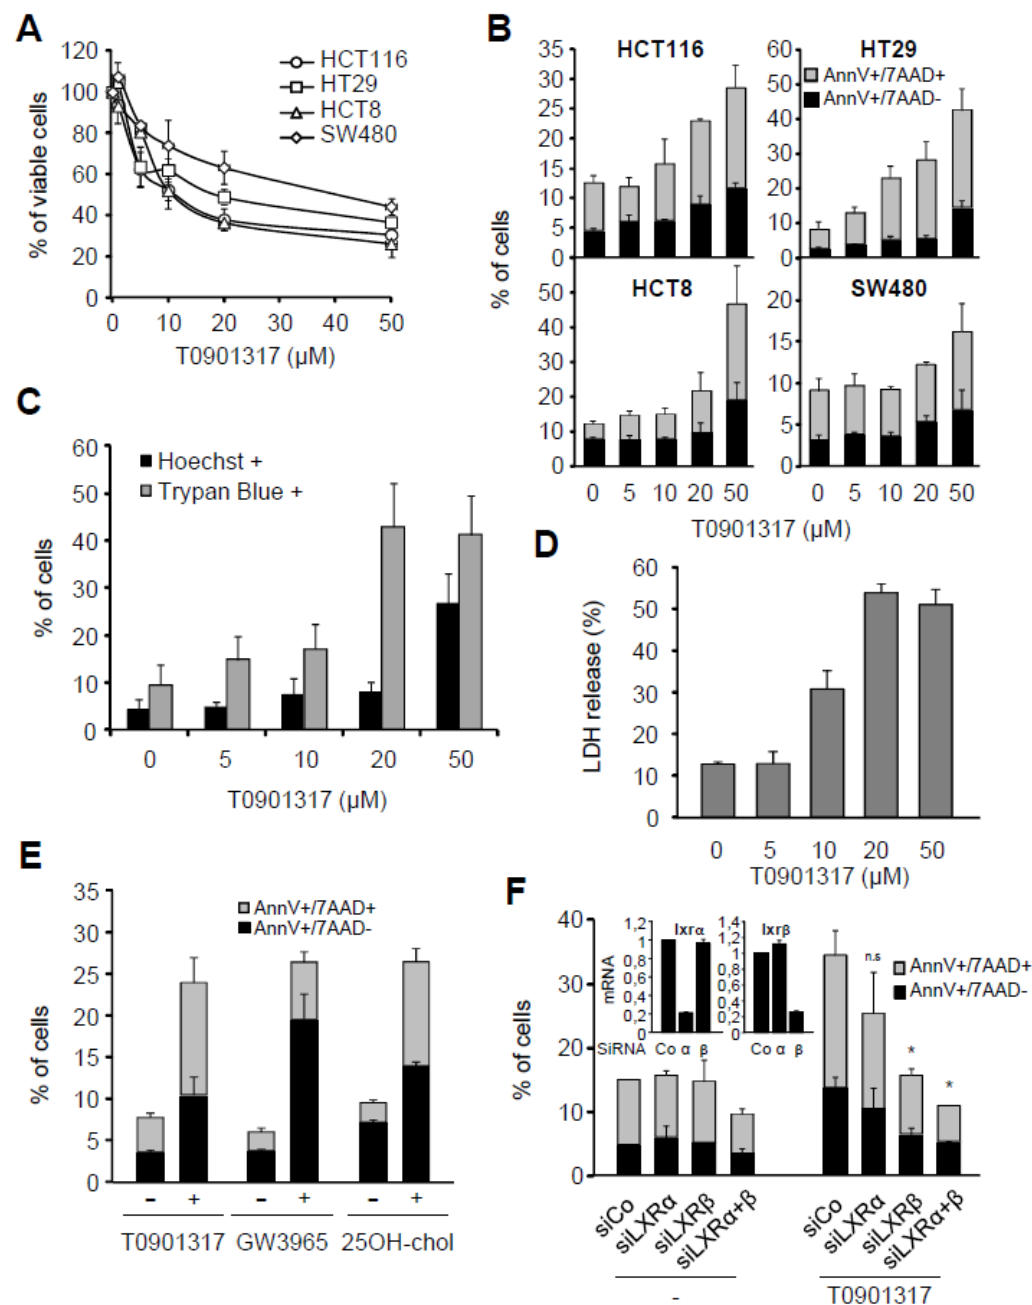 A
120
100
80
60
40
20
0
% of viable cells
HCT116
HT29
HCT8
SW480
0 10 20 30 40 50
T0901317 (µM)
B
% of cells
HCT116
35
30
25
20
15
10
5
0
HT29
AnnV+/7AAD+
AnnV+/7AAD-
60
50
40
30
20
10
0
HCT8
50
40
30
20
10
0
0 5 10 20 50
SW480
15
10
5
0
0 5 10 20 50
T0901317 (µM)
C
60
50
40
30
20
10
0
% of cells
Hoechst +
Trypan Blue +
0 5 10 20 50
T0901317 (µM)
D
60
50
40
30
20
10
0
LDH release (%)
0 5 10 20 50
T0901317 (µM)
E
35
30
25
20
15
10
5
0
% of cells
AnnV+/7AAD+
AnnV+/7AAD-
- + - + - +
T0901317 GW3965 25OH-chol
F
40
30
20
10
0
% of cells
lxrα
1,2
1
0,8
0,6
0,4
0,2
0
mRNA
lxrβ
1,4
1,2
1
0,8
0,6
0,4
0,2
0
SiRNA Co α β Co α β
AnnV+/7AAD+
AnnV+/7AAD-
n.s
*
*
siCo siLXRα siLXRβ siLXRα+β siCo siLXRα siLXRβ siLXRα+β
- T0901317